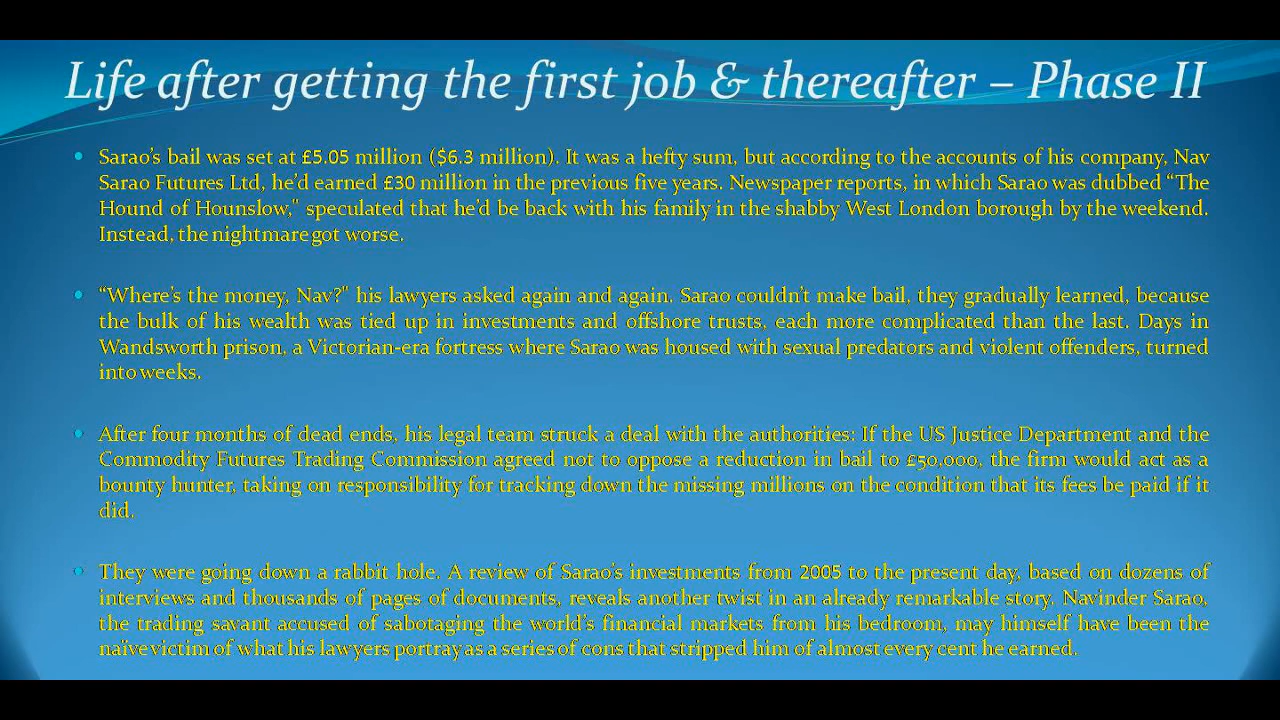 Life after getting the first job & thereafter – Phase II
• Sarao's bail was set at £5.05 million ($6.3 million). It was a hefty sum, but according to the accounts of his company, Nav
Sarao Futures Ltd, he'd earned £30 million in the previous five years. Newspaper reports, in which Sarao was dubbed “The
Hound of Hounslow," speculated that he'd be back with his family in the shabby West London borough by the weekend.
Instead, the nightmare got worse.
• “Where's the money, Nav?" his lawyers asked again and again. Sarao couldn't make bail, they gradually learned, because
the bulk of his wealth was tied up in investments and offshore trusts, each more complicated than the last. Days in
Wandsworth prison, a Victorian-era fortress where Sarao was housed with sexual predators and violent offenders, turned
into weeks.
• After four months of dead ends, his legal team struck a deal with the authorities: If the US Justice Department and the
Commodity Futures Trading Commission agreed not to oppose a reduction in bail to £50,000, the firm would act as a
bounty hunter, taking on responsibility for tracking down the missing millions on the condition that its fees be paid if it
did.
• They were going down a rabbit hole. A review of Sarao's investments from 2005 to the present day, based on dozens of
interviews and thousands of pages of documents, reveals another twist in an already remarkable story. Navinder Sarao,
the trading savant accused of sabotaging the world's financial markets from his bedroom, may himself have been the
naïve victim of what his lawyers portray as a series of cons that stripped him of almost every cent he earned.